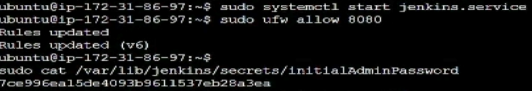 ubuntu@ip-172-31-86-97:~$ sudo systemctl start jenkins.service
ubuntu@ip-172-31-86-97:~$ sudo ufw allow 8080
Rules updated
Rules updated (v6)
ubuntu@ip-172-31-86-97:~$
sudo cat /var/lib/jenkins/secrets/initialAdminPassword
7ce996ea15de4093b9611537eb28a3ea